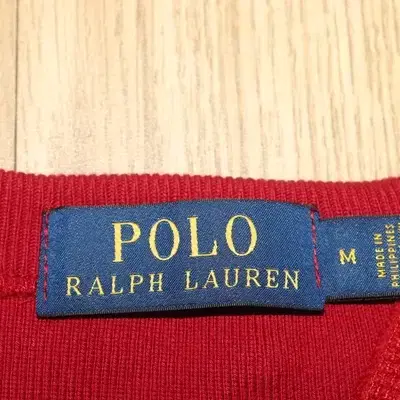 POLO
RALPH LAUREN
M
MADE IN
PHILIPPINES